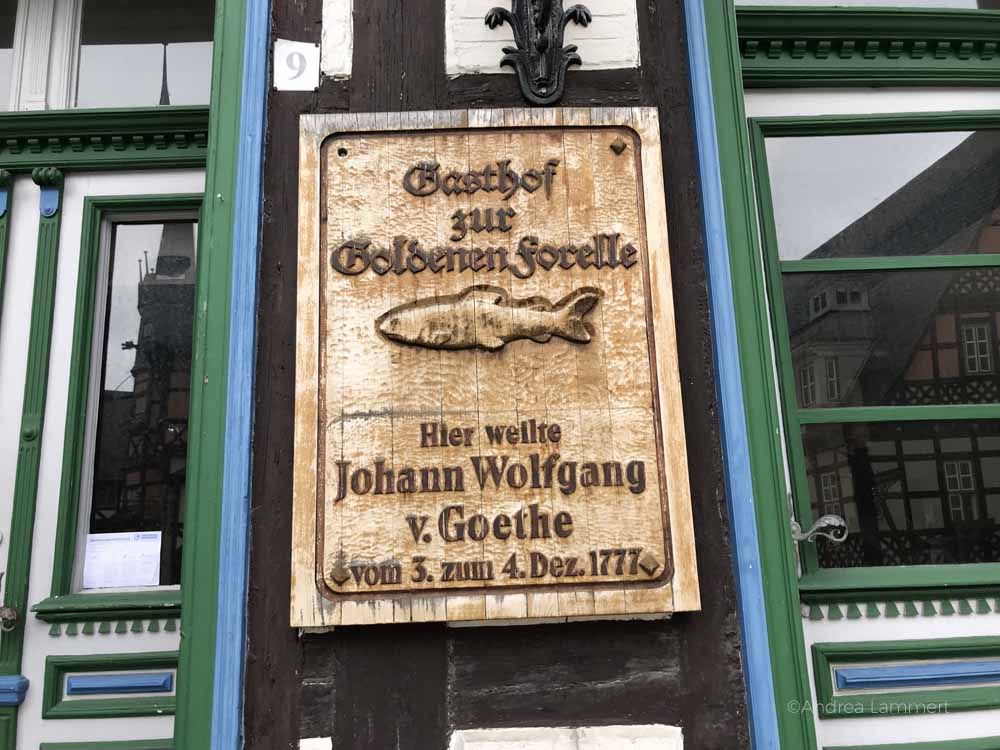 9
Gasthof
zur
Goldenen Forelle
Hier weilte
Johann Wolfgang
v. Goethe
vom 3. zum 4. Dez. 1777
©Andrea Lammert